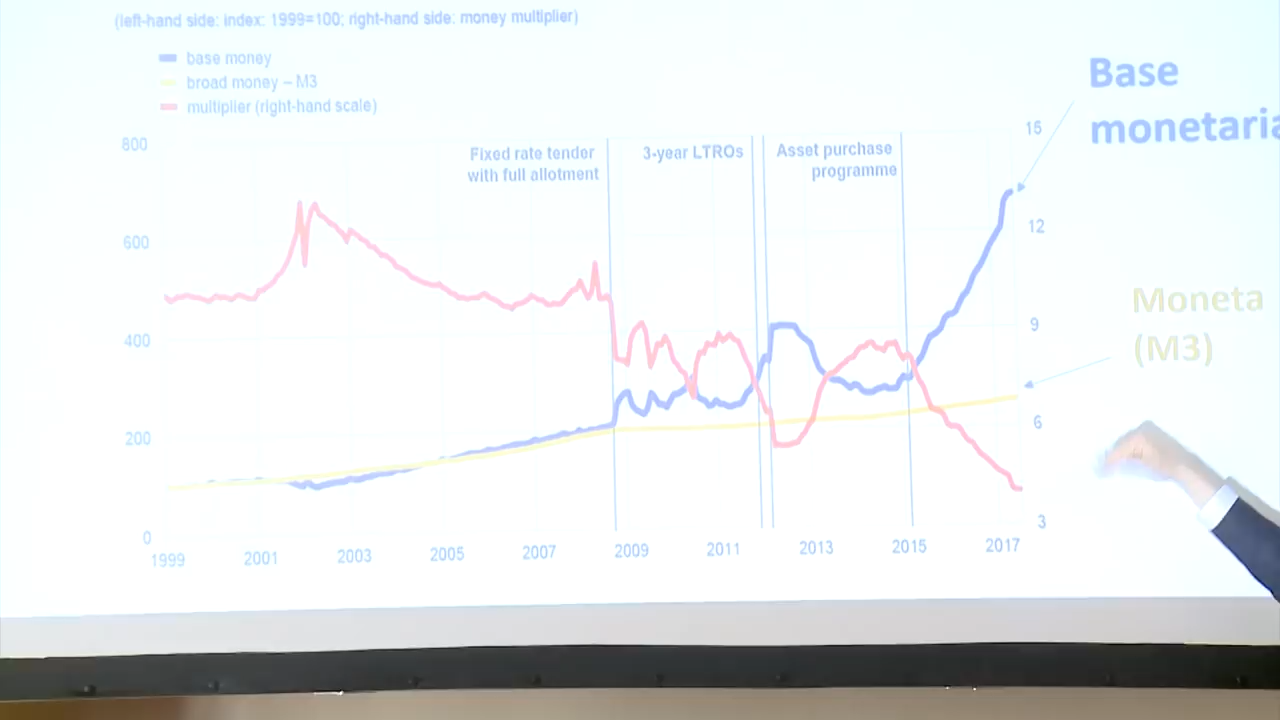 (left-hand side: index: 1999=100; right-hand side: money multiplier)
base money
broad money – M3
multiplier (right-hand scale)
Base
monetaria
800
600
400
200
0
Fixed rate tender
with full allotment
3-year LTROs
Asset purchase
programme
15
12
9
6
3
Moneta
(M3)
1999 2001 2003 2005 2007 2009 2011 2013 2015 2017